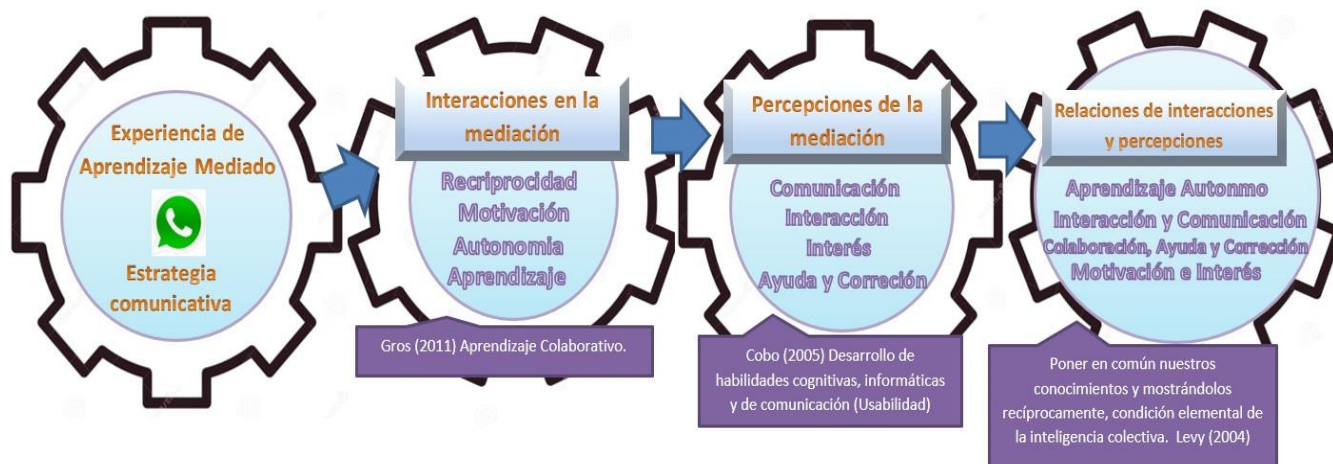 Experiencia de
Aprendizaje Mediado
Estrategia
comunicativa
Interacciones en la
mediación
Recriprocidad
Motivación
Autonomia
Aprendizaje
Gros (2011) Aprendizaje Colaborativo.
Percepciones de la
mediación
Comunicación
Interacción
Interés
Ayuda y Correción
Cobo (2005) Desarrollo de
habilidades cognitivas, informáticas
y de comunicación (Usabilidad)
Relaciones de interacciones
y percepciones
Aprendizaje Autonmo
Interacción y Comunicación
Colaboración, Ayuda y Corrección
Motivación e Interés
Poner en común nuestros
conocimientos y mostrándolos
recíprocamente, condición elemental de
la inteligencia colectiva. Levy (2004)